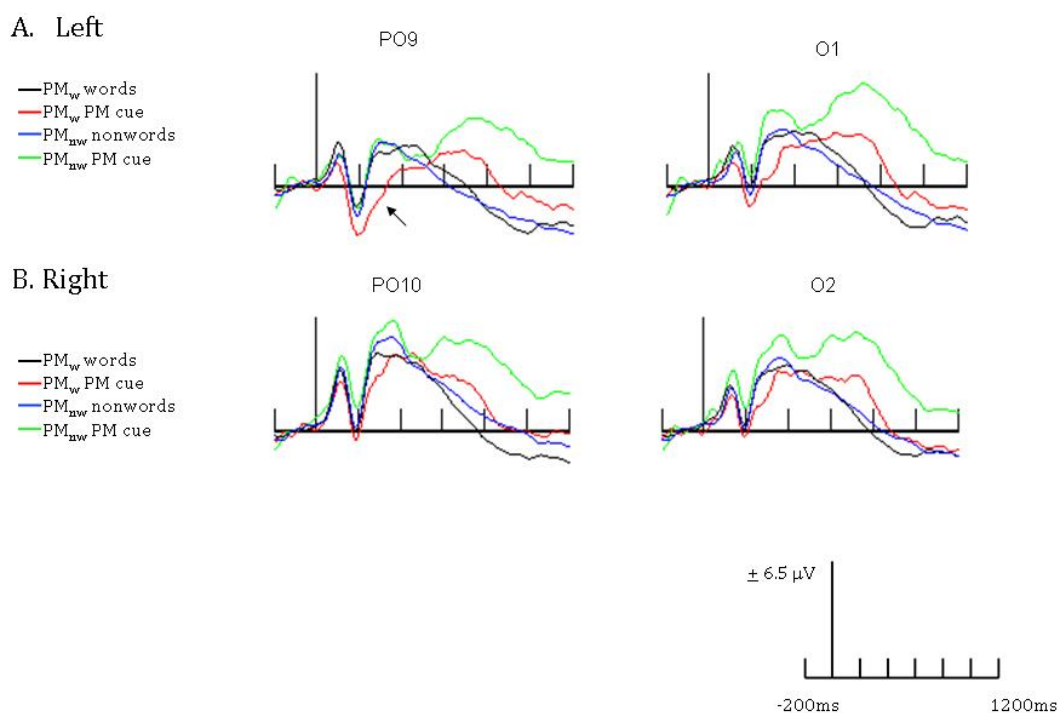 A. Left
PO9
O1
PMw words
PMw PM cue
PMnw nonwords
PMnw PM cue
B. Right
PO10
O2
PMw words
PMw PM cue
PMnw nonwords
PMnw PM cue
± 6.5 µV
-200ms
1200ms